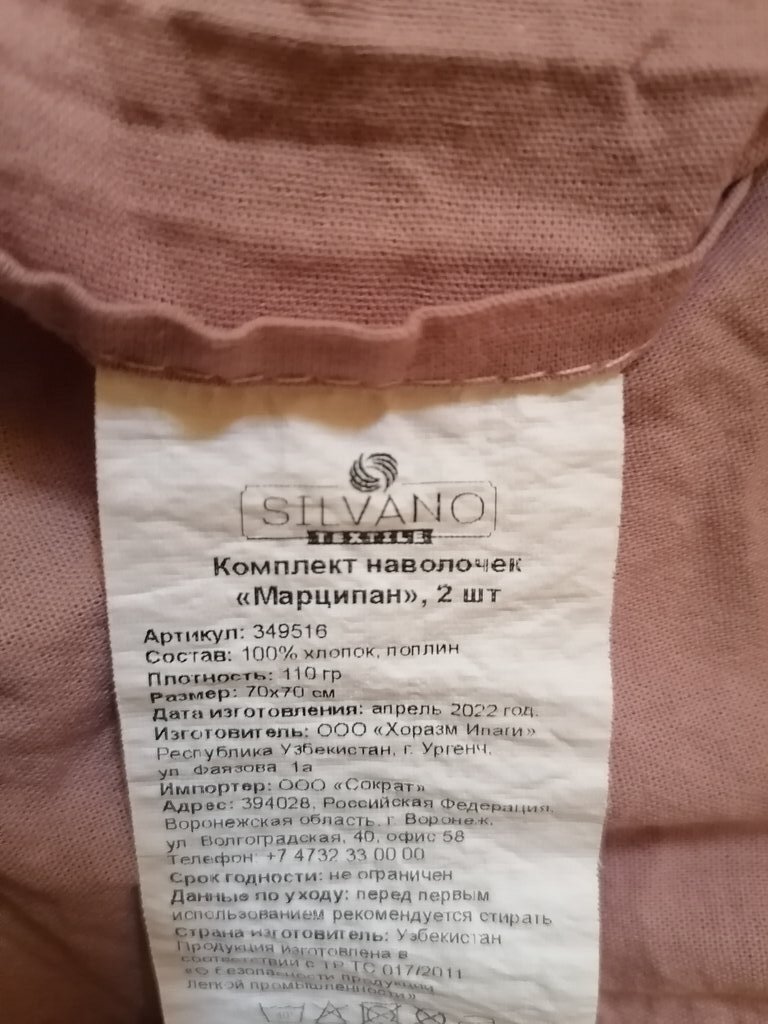 SILVANO
TEXTILE
Комплект наволочек
«Марципан», 2 шт
Артикул: 349516
Состав: 100% хлопок, поплин
Плотность: 110 гр
Размер: 70х70 см
Дата изготовления: апрель 2022 год.
Изготовитель: ООО «Хоразм Ипаги»
Республика Узбекистан, г. Ургенч,
ул. Фаязова 1а
Импортер: ООО «Сократ»
Адрес: 394028, Российская Федерация,
Воронежская область, г. Воронеж,
ул. Волгоградская, 40, офис 58
Телефон: +7 4732 33 00 00
Срок годности: не ограничен
Данные по уходу: перед первым
использованием рекомендуется стирать
Страна изготовитель: Узбекистан
Продукция изготовлена в
соответствии с ТР ТС 017/2011
«О безопасности продукции
легкой промышленности»